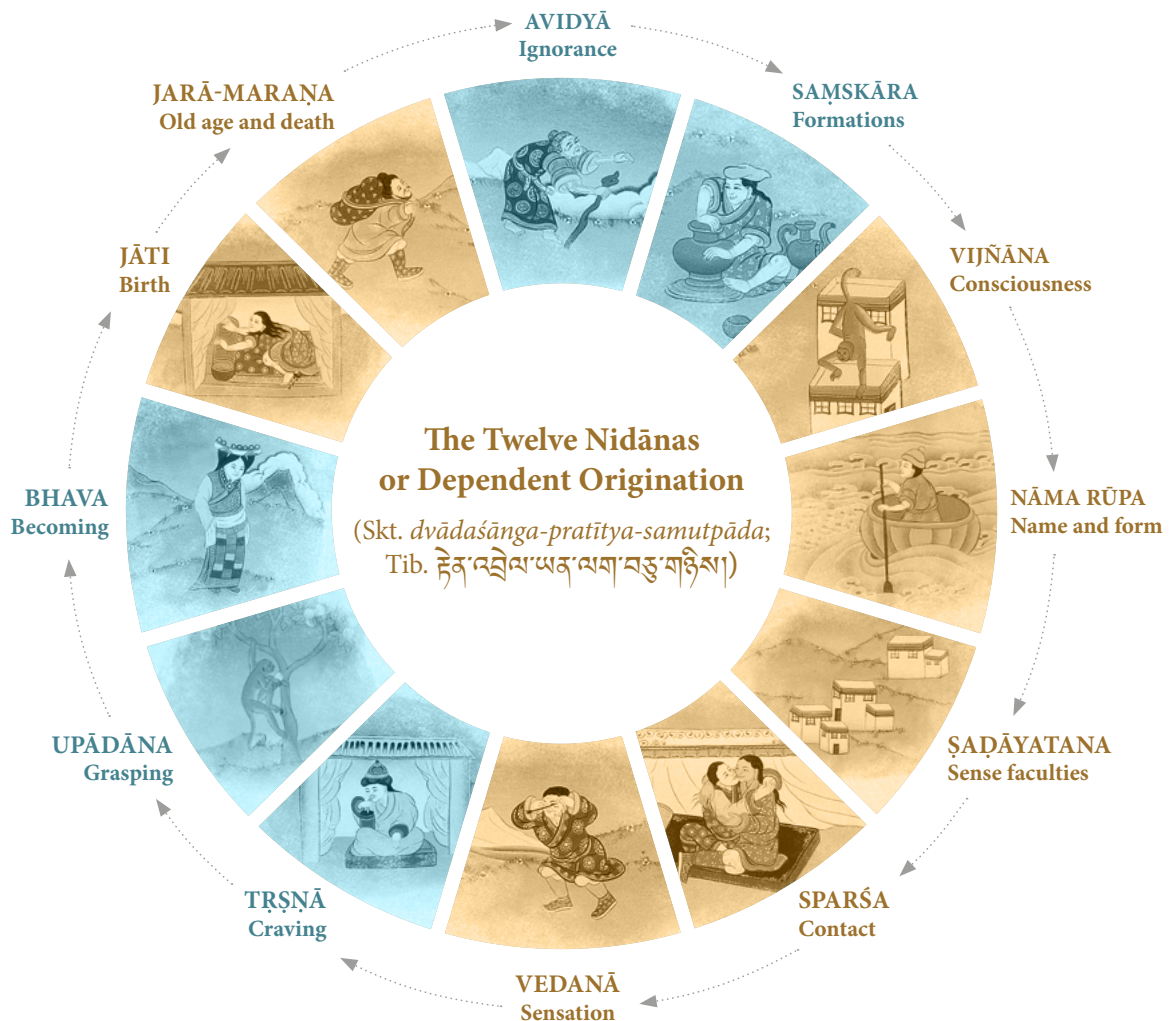 AVIDYĀ
Ignorance
SAṂSKĀRA
Formations
VIJÑĀNA
Consciousness
NĀMA RŪPA
Name and form
ṢAḌĀYATANA
Sense faculties
SPARŚA
Contact
VEDANĀ
Sensation
TṚṢṆĀ
Craving
UPĀDĀNA
Grasping
BHAVA
Becoming
JĀTI
Birth
JARĀ-MARAṆA
Old age and death
The Twelve Nidānas
or Dependent Origination
(Skt. dvādaśānga-pratītya-samutpāda;
Tib. རྟེན་འབྲེལ་ཡན་ལག་བཅུ་གཉིས།)